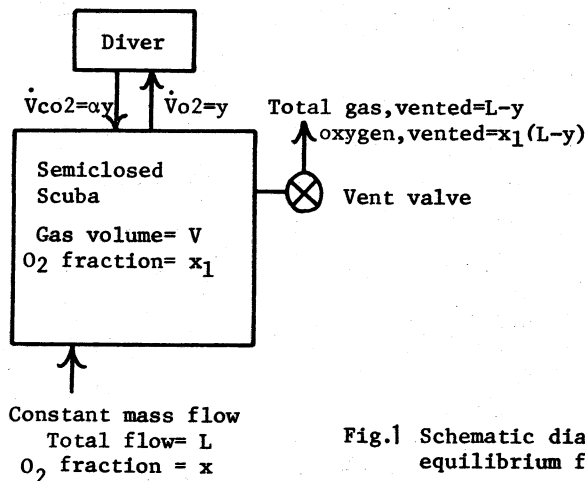 Diver
V̇co2=αy
V̇o2=y
Total gas,vented=L-y
oxygen,vented=x₁(L-y)
Semiclosed
Scuba
Gas volume= V
O₂ fraction= x₁
Vent valve
Constant mass flow
Total flow= L
O₂ fraction = x
Fig.1 Schematic dia
equilibrium f